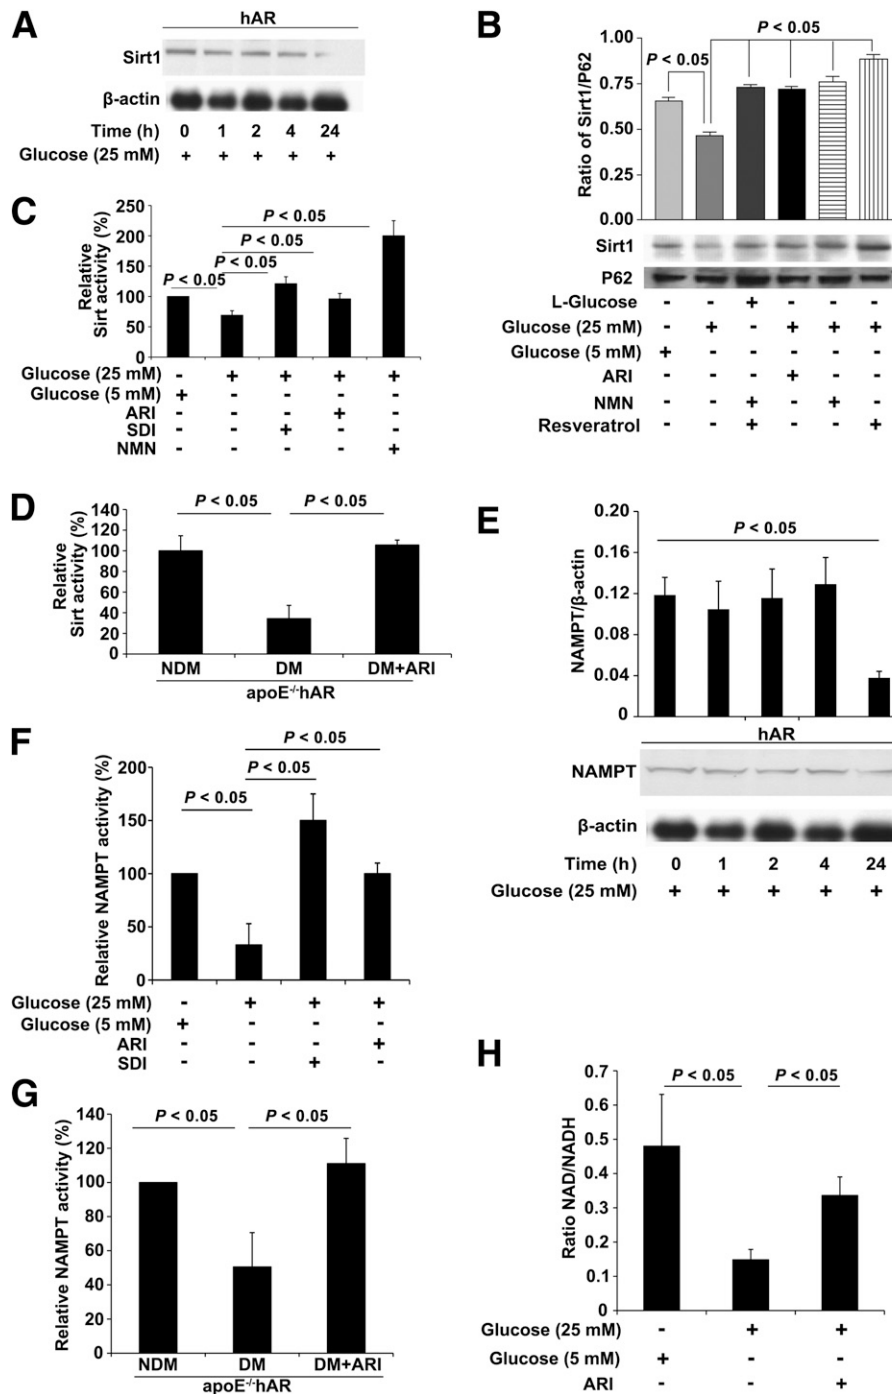 A
hAR
Sirt1
β-actin
Time (h) 0 1 2 4 24
Glucose (25 mM) + + + + +
B
P < 0.05
P < 0.05
Ratio of Sirt1/P62
1.00
0.75
0.50
0.25
0.00
Sirt1
P62
L-Glucose - - + - - -
Glucose (25 mM) - + - + + +
Glucose (5 mM) + - - - - -
ARI - - - + - -
NMN - - + - + -
Resveratrol - - + - - +
C
Relative
Sirt activity (%)
250
200
150
100
50
0
P < 0.05
P < 0.05
P < 0.05
P < 0.05
Glucose (25 mM) - + + + +
Glucose (5 mM) + - - - -
ARI - - - + -
SDI - - + - -
NMN - - - - +
D
Relative
Sirt activity (%)
140
120
100
80
60
40
20
0
P < 0.05 P < 0.05
NDM DM DM+ARI
apoE-/-hAR
E
NAMPT/β-actin
0.20
0.16
0.12
0.08
0.04
0
P < 0.05
hAR
NAMPT
β-actin
Time (h) 0 1 2 4 24
Glucose (25 mM) + + + + +
F
Relative NAMPT activity (%)
200
150
100
50
0
P < 0.05
P < 0.05
P < 0.05
Glucose (25 mM) - + + +
Glucose (5 mM) + - - -
ARI - - - +
SDI - - + -
G
Relative NAMPT activity (%)
140
120
100
80
60
40
20
0
P < 0.05 P < 0.05
NDM DM DM+ARI
apoE-/-hAR
H
Ratio NAD/NADH
0.7
0.6
0.5
0.4
0.3
0.2
0.1
0
P < 0.05 P < 0.05
Glucose (25 mM) - + +
Glucose (5 mM) + - -
ARI - - +